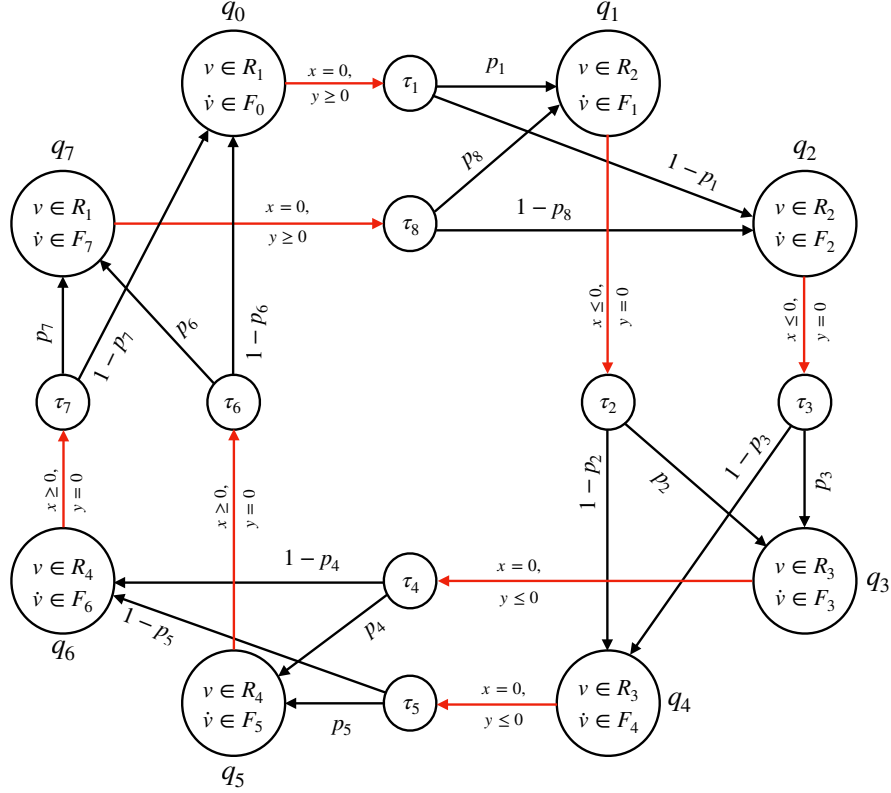 q₀
q₁
v ∈ R₁
v̇ ∈ F₀
x = 0,
y ≥ 0
τ₁
p₁
v ∈ R₂
v̇ ∈ F₁
q₇
q₂
p₈
1 − p₁
v ∈ R₁
v̇ ∈ F₇
x = 0,
y ≥ 0
τ₈
1 − p₈
v ∈ R₂
v̇ ∈ F₂
p₇
1 − p₇
p₆
1 − p₆
x ≤ 0,
y = 0
x ≤ 0,
y = 0
τ₇
τ₆
τ₂
τ₃
x ≥ 0,
y = 0
x ≥ 0,
y = 0
1 − p₂
p₂
1 − p₃
p₃
v ∈ R₄
v̇ ∈ F₆
q₆
1 − p₄
τ₄
x = 0,
y ≤ 0
v ∈ R₃
v̇ ∈ F₃
q₃
1 − p₅
p₄
v ∈ R₄
v̇ ∈ F₅
q₅
p₅
τ₅
x = 0,
y ≤ 0
v ∈ R₃
v̇ ∈ F₄
q₄